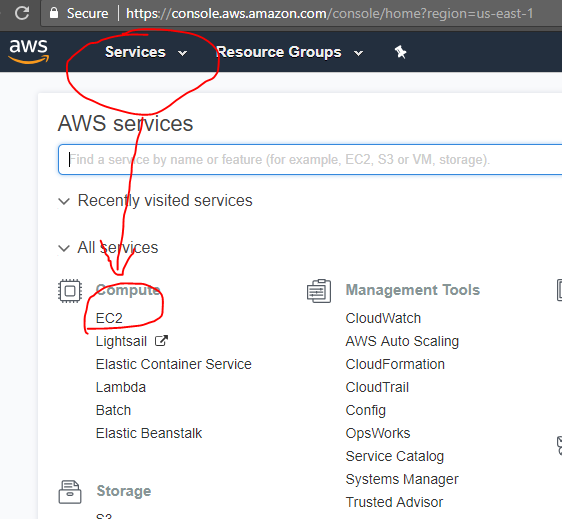 Secure https://console.aws.amazon.com/console/home?region=us-east-1
aws Services Resource Groups
AWS services
Find a service by name or feature (for example, EC2, S3 or VM, storage).
Recently visited services
All services
Compute
EC2
Lightsail
Elastic Container Service
Lambda
Batch
Elastic Beanstalk
Storage
S3
Management Tools
CloudWatch
AWS Auto Scaling
CloudFormation
CloudTrail
Config
OpsWorks
Service Catalog
Systems Manager
Trusted Advisor